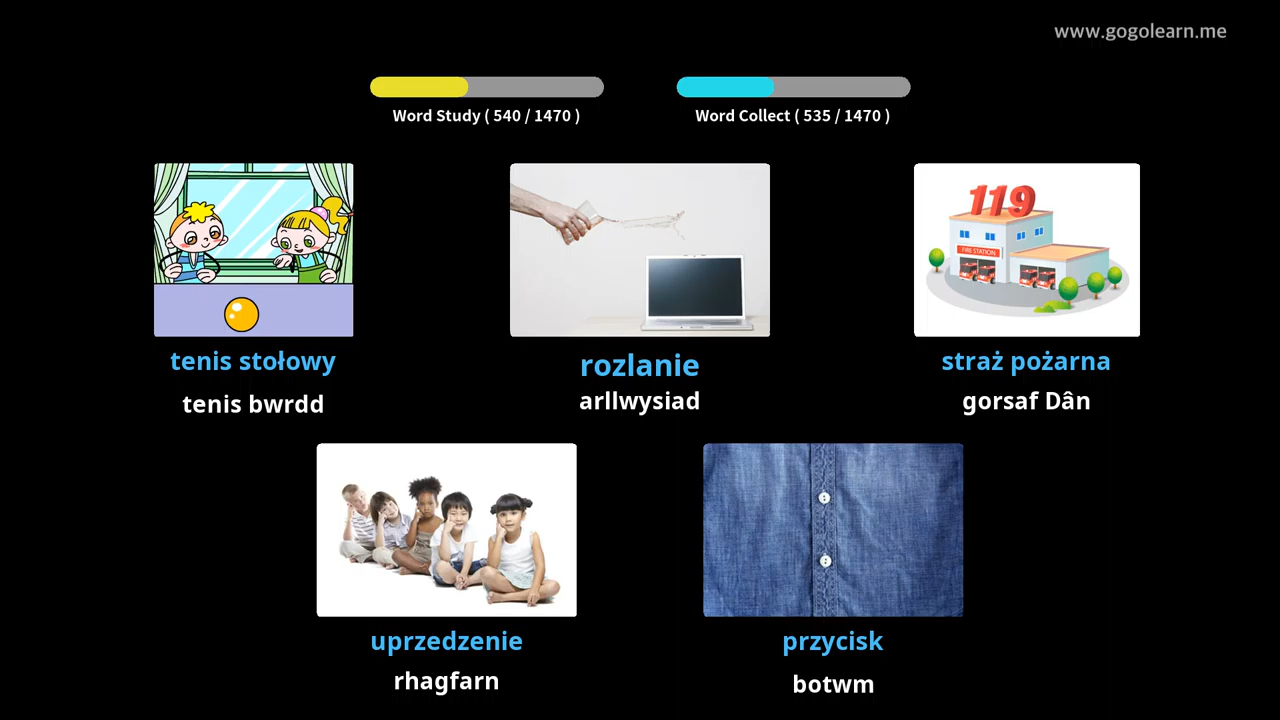 www.gogolearn.me
Word Study ( 540 / 1470 )
Word Collect ( 535 / 1470 )
119
FIRE STATION
tenis stołowy
rozlanie
straż pożarna
tenis bwrdd
arllwysiad
gorsaf Dân
uprzedzenie
przycisk
rhagfarn
botwm